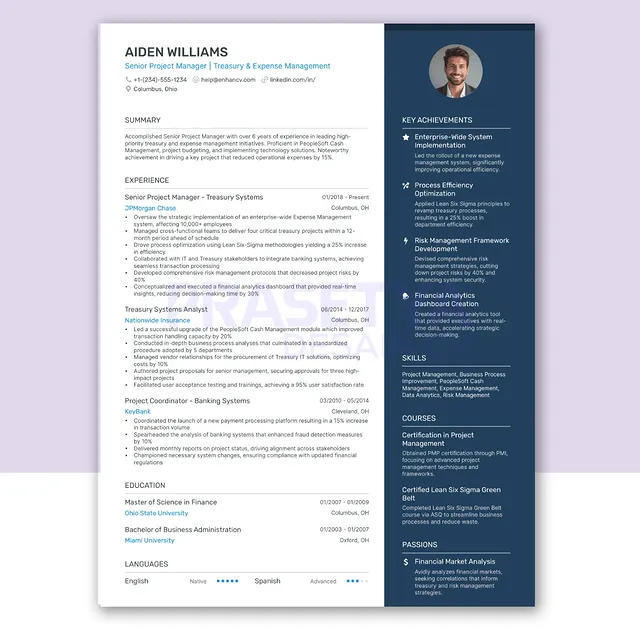 AIDEN WILLIAMS
Senior Project Manager | Treasury & Expense Management
+1-(234)-555-1234 help@enhancv.com linkedin.com/in/
Columbus, Ohio
SUMMARY
Accomplished Senior Project Manager with over 6 years of experience in leading high-
priority treasury and expense management initiatives. Proficient in PeopleSoft Cash
Management, project budgeting, and implementing technology solutions. Noteworthy
achievement in driving a key project that reduced operational expenses by 15%.
EXPERIENCE
Senior Project Manager - Treasury Systems 01/2018 - Present
JPMorgan Chase Columbus, OH
• Oversaw the strategic implementation of an enterprise-wide Expense Management
system, affecting 10,000+ employees
• Managed cross-functional teams to deliver four critical treasury projects within a 12-
month period ahead of schedule
• Drove process optimization using Lean Six-Sigma methodologies yielding a 25% increase
in efficiency
• Collaborated with IT and Treasury stakeholders to integrate banking systems, achieving
seamless transaction processing
• Developed comprehensive risk management protocols that decreased project risks by
40%
• Conceptualized and executed a financial analytics dashboard that provided real-time
insights, reducing decision-making time by 30%
Treasury Systems Analyst 06/2014 - 12/2017
Nationwide Insurance Columbus, OH
• Led a successful upgrade of the PeopleSoft Cash Management module which improved
transaction handling capacity by 20%
• Conducted in-depth business process analyses that culminated in a standardized
procedure adopted by 5 departments
• Managed vendor relationships for the procurement of Treasury IT solutions, optimizing
costs by 10%
• Authored project proposals for senior management, securing approvals for three high-
impact projects
• Facilitated user acceptance testing and trainings, achieving a 95% user satisfaction rate
Project Coordinator - Banking Systems 03/2010 - 05/2014
KeyBank Cleveland, OH
• Coordinated the launch of a new payment processing platform resulting in a 15% increase
in transaction volume
• Spearheaded the analysis of banking systems that enhanced fraud detection measures
by 10%
• Delivered monthly reports on project status, driving alignment across stakeholders
• Championed necessary system changes, ensuring compliance with updated financial
regulations
EDUCATION
Master of Science in Finance 01/2007 - 01/2009
Ohio State University Columbus, OH
Bachelor of Business Administration 01/2003 - 01/2007
Miami University Oxford, OH
LANGUAGES
English Native Spanish Advanced
KEY ACHIEVEMENTS
Enterprise-Wide System
Implementation
Led the rollout of a new expense
management system, significantly
improving operational efficiency.
Process Efficiency
Optimization
Applied Lean Six Sigma principles to
revamp treasury processes,
resulting in a 25% boost in
department efficiency.
Risk Management Framework
Development
Devised comprehensive risk
management strategies, cutting
down project risks by 40% and
enhancing system security.
Financial Analytics
Dashboard Creation
Created a financial analytics tool
that provided executives with real-
time data, accelerating strategic
decision-making.
SKILLS
Project Management, Business Process
Improvement, PeopleSoft Cash
Management, Expense Management,
Data Analytics, Risk Management
COURSES
Certification in Project
Management
Obtained PMP certification through PMI,
focusing on advanced project
management techniques and
frameworks.
Certified Lean Six Sigma Green
Belt
Completed Lean Six Sigma Green
course via ASQ to streamline business
processes and reduce waste.
PASSIONS
Financial Market Analysis
Avidly analyzes financial markets,
seeking correlations that inform
treasury and risk management
strategies.